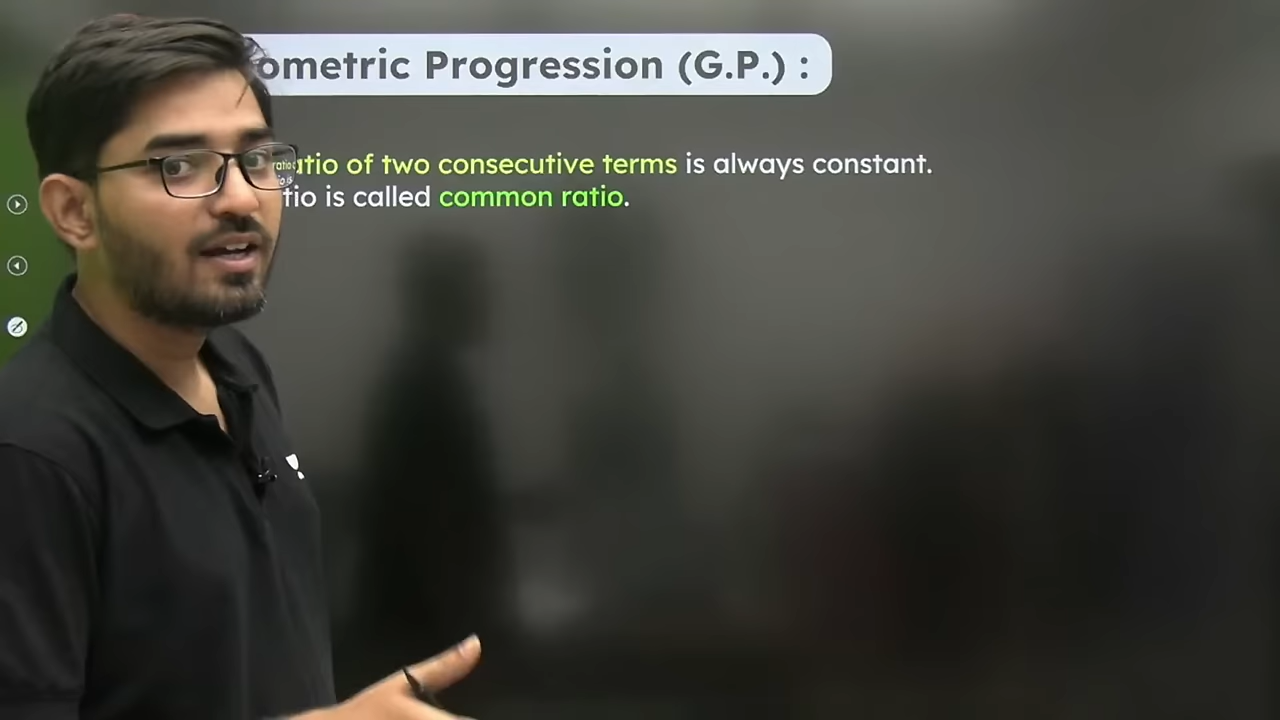 ometric Progression (G.P.) :
atio of two consecutive terms is always constant.
tio is called common ratio.